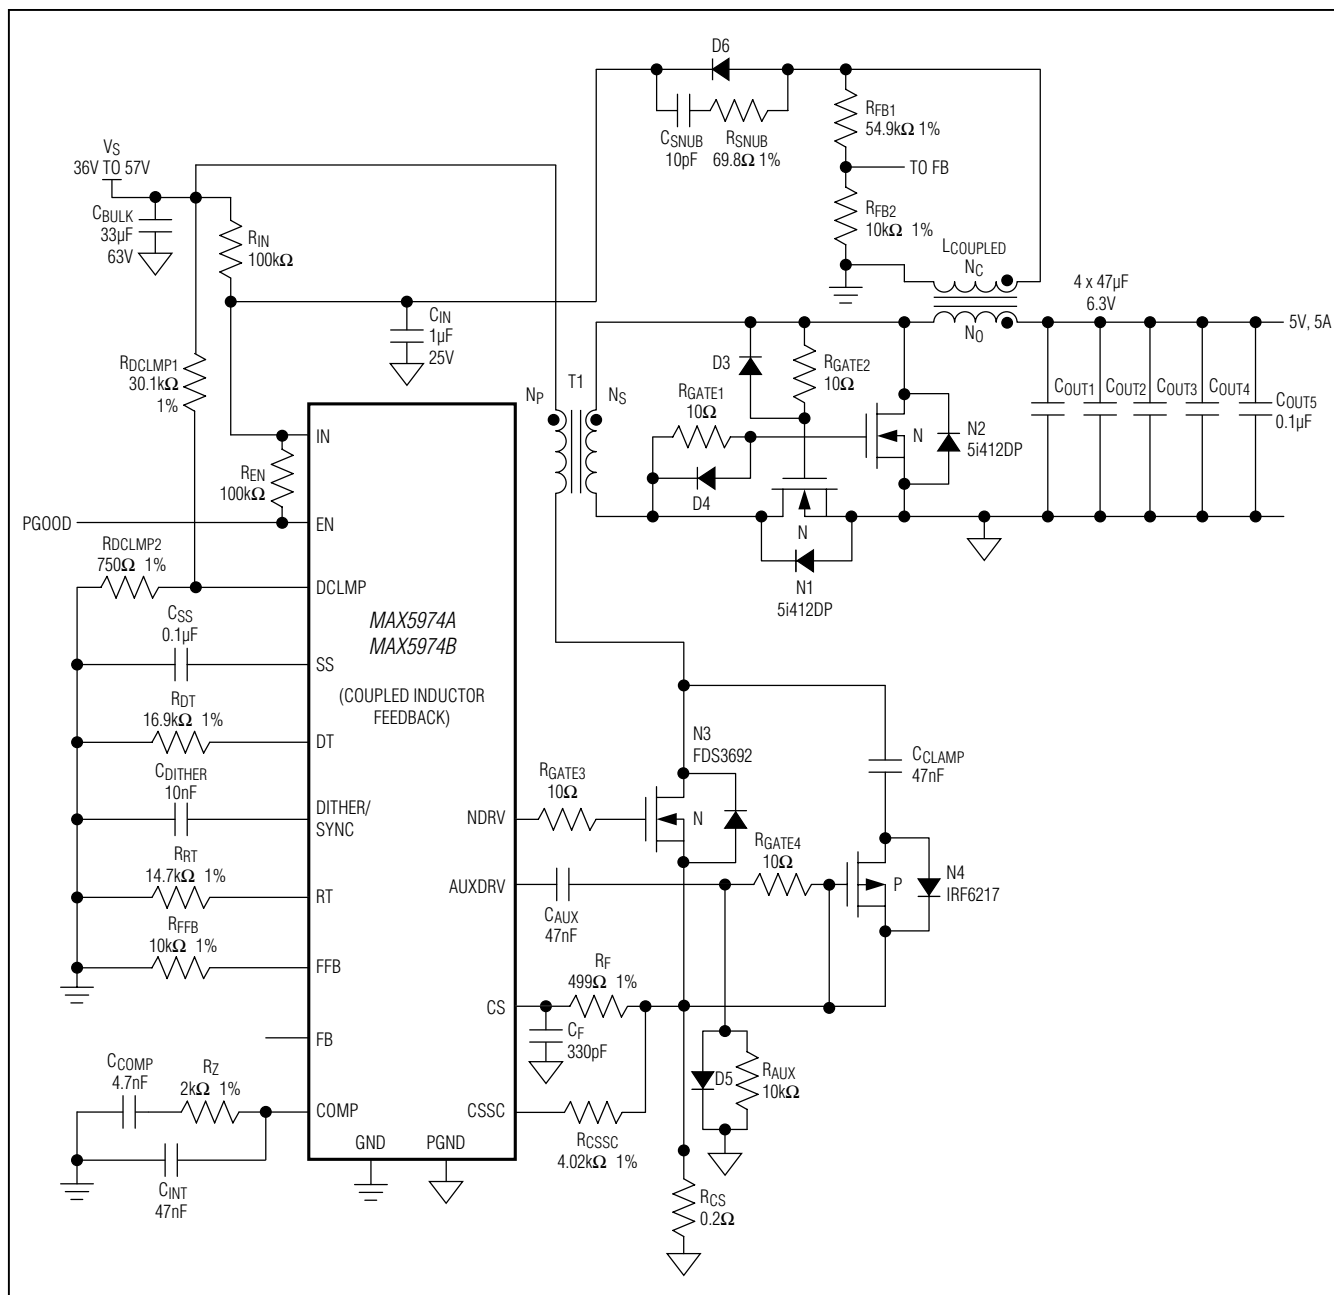 D6
CSNUB
10pF
RSNUB
69.8Ω 1%
RFB1
54.9kΩ 1%
TO FB
RFB2
10kΩ 1%
LCOUPLED
NC
NO
4 x 47µF
6.3V
5V, 5A
VS
36V TO 57V
CBULK
33µF
63V
RIN
100kΩ
CIN
1µF
25V
RDCLMP1
30.1kΩ
1%
NP
T1
NS
D3
RGATE2
10Ω
RGATE1
10Ω
D4
N
N2
5i412DP
N
N1
5i412DP
COUT1
COUT2
COUT3
COUT4
COUT5
0.1µF
IN
REN
100kΩ
PGOOD
EN
RDCLMP2
750Ω 1%
DCLMP
CSS
0.1µF
SS
RDT
16.9kΩ 1%
DT
CDITHER
10nF
DITHER/
SYNC
RRT
14.7kΩ 1%
RT
RFFB
10kΩ 1%
FFB
FB
CCOMP
4.7nF
RZ
2kΩ 1%
COMP
CINT
47nF
MAX5974A
MAX5974B
(COUPLED INDUCTOR
FEEDBACK)
GND
PGND
NDRV
RGATE3
10Ω
N3
FDS3692
N
CCLAMP
47nF
AUXDRV
CAUX
47nF
RGATE4
10Ω
P
N4
IRF6217
CS
RF
499Ω 1%
CF
330pF
D5
RAUX
10kΩ
CSSC
RCSSC
4.02kΩ 1%
RCS
0.2Ω